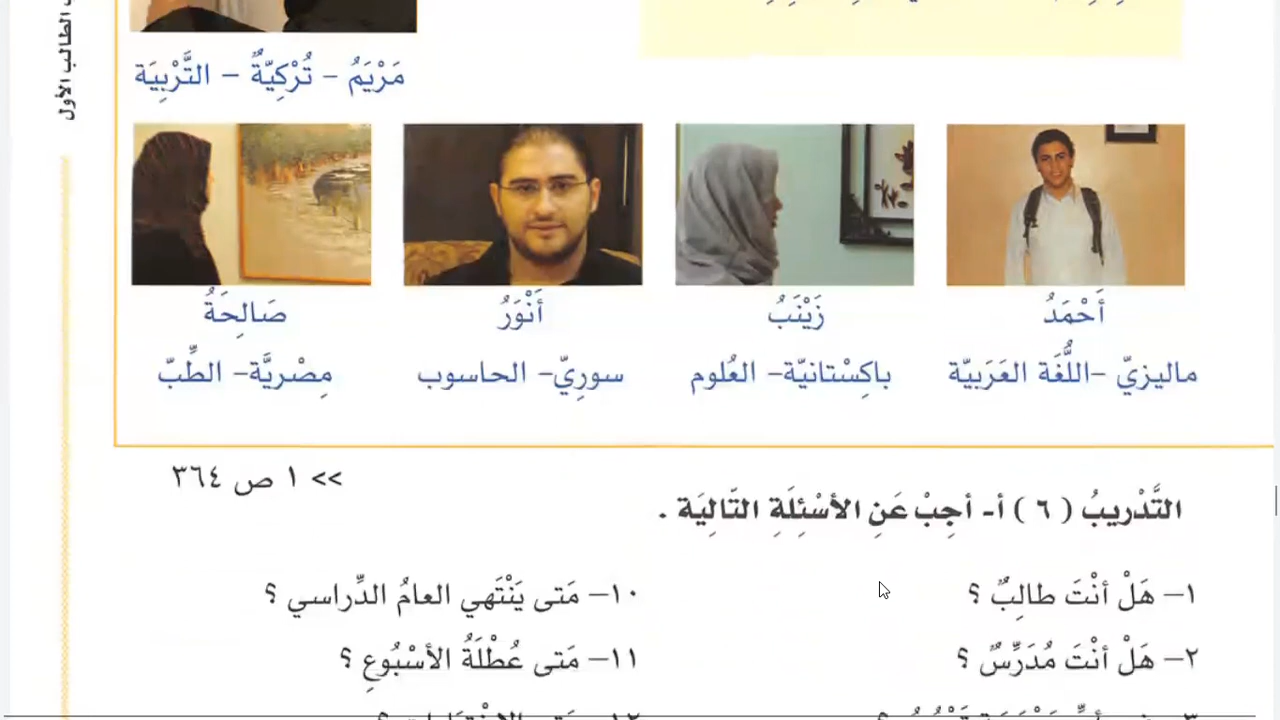 ب الطالب الأول
مَرْيَمُ – تُرْكِيّةٌ – التَّرْبِيَة
أَحْمَدُ
زَيْنَبُ
أَنْوَرُ
صَالِحَةُ
ماليزيّ –اللُّغَة العَرَبيّة
باكِسْتانيّة– العُلوم
سورِيّ– الحاسوب
مِصْريَّة– الطِّبّ
>> ١ ص ٣٦٤
التَّدْريبُ ( ٦ ) أ- أجِبْ عَنِ الأسْئِلَةِ التّالِيَة .
١– هَلْ أنْتَ طالِبٌ ؟
٢– هَلْ أنْتَ مُدَرِّسٌ ؟
١٠– مَتى يَنْتَهي العامُ الدِّراسي ؟
١١– مَتى عُطْلَةُ الأسْبُوعِ ؟